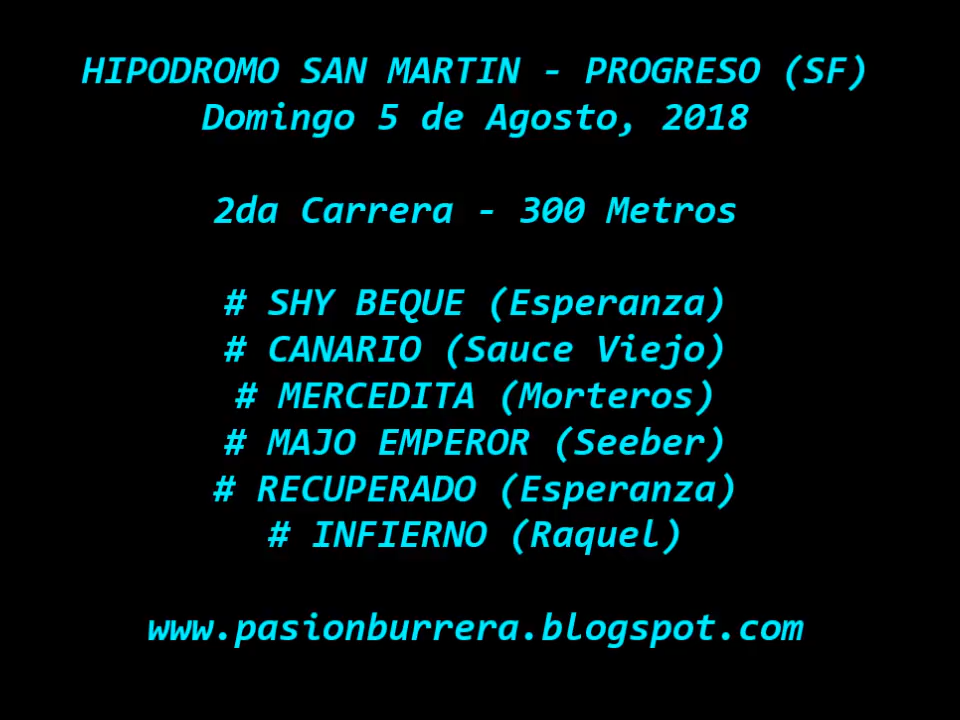 HIPODROMO SAN MARTIN - PROGRESO (SF)
Domingo 5 de Agosto, 2018
2da Carrera - 300 Metros
# SHY BEQUE (Esperanza)
# CANARIO (Sauce Viejo)
# MERCEDITA (Morteros)
# MAJO EMPEROR (Seeber)
# RECUPERADO (Esperanza)
# INFIERNO (Raquel)
www.pasionburrera.blogspot.com